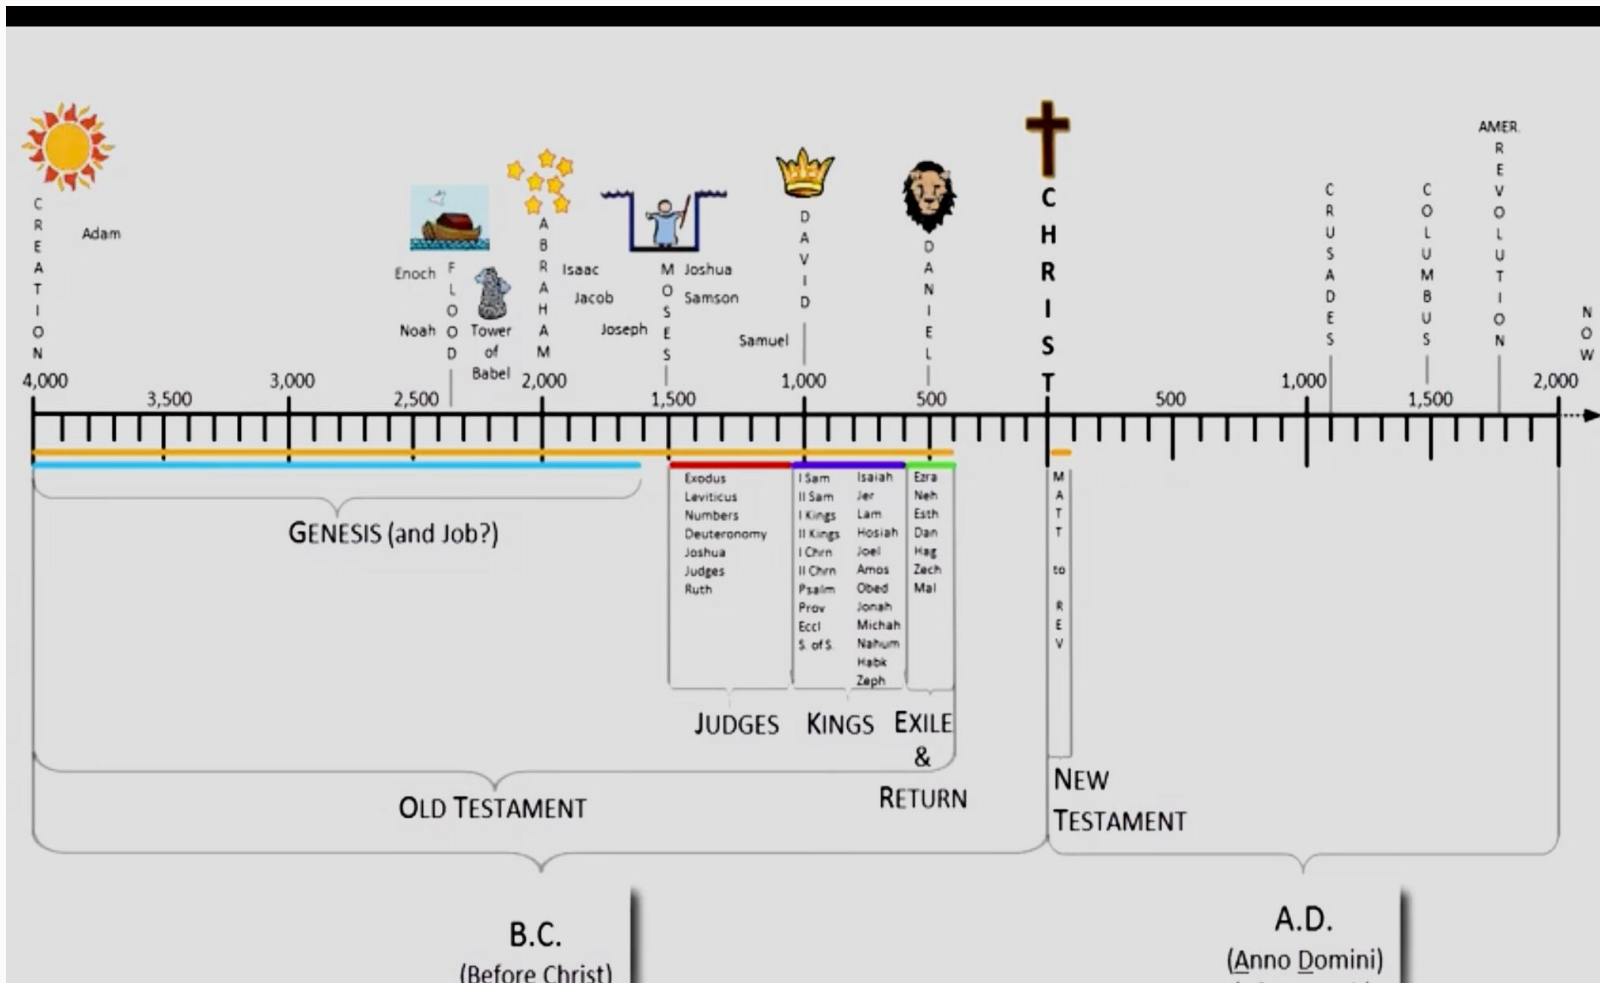 CREATION
Adam
Enoch
Noah
FLOOD
Tower
of
Babel
ABRAHAM
Isaac
Jacob
Joseph
MOSES
Joshua
Samson
Samuel
DAVID
DANIEL
CHRIST
CRUSADES
COLUMBUS
AMER.
REVOLUTION
NOW
4,000
3,500
3,000
2,500
2,000
1,500
1,000
500
500
1,000
1,500
2,000
GENESIS (and Job?)
Exodus
Leviticus
Numbers
Deuteronomy
Joshua
Judges
Ruth
I Sam
II Sam
I Kings
II Kings
I Chrn
II Chrn
Psalm
Prov
Eccl
S. of S.
Isaiah
Jer
Lam
Hosiah
Joel
Amos
Obed
Jonah
Michah
Nahum
Habk
Zeph
Ezra
Neh
Esth
Dan
Hag
Zech
Mal
MATT
to
REV
JUDGES
KINGS
EXILE
&
RETURN
OLD TESTAMENT
NEW
TESTAMENT
B.C.
(Before Christ)
A.D.
(Anno Domini)